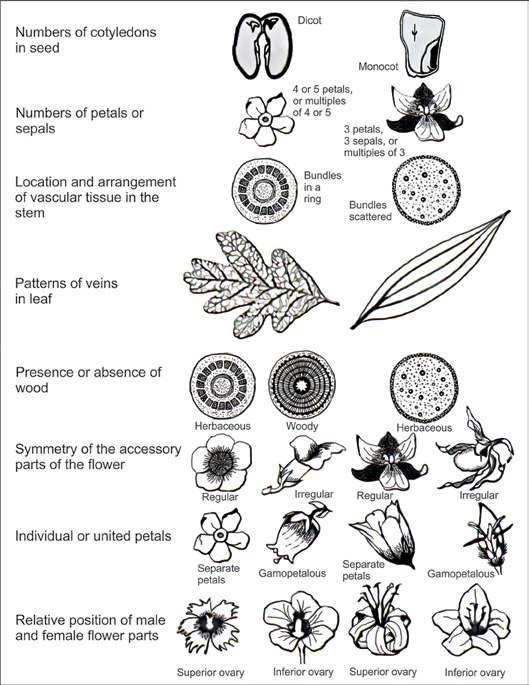 Numbers of cotyledons
in seed
Dicot
Monocot
Numbers of petals or
sepals
4 or 5 petals,
or multiples
of 4 or 5
3 petals,
3 sepals, or
multiples of 3
Location and arrangement
of vascular tissue in the
stem
Bundles
in a
ring
Bundles
scattered
Patterns of veins
in leaf
Presence or absence of
wood
Herbaceous
Woody
Herbaceous
Symmetry of the accessory
parts of the flower
Regular
Irregular
Regular
Irregular
Individual or united petals
Separate
petals
Gamopetalous
Separate
petals
Gamopetalous
Relative position of male
and female flower parts
Superior ovary
Inferior ovary
Superior ovary
Inferior ovary